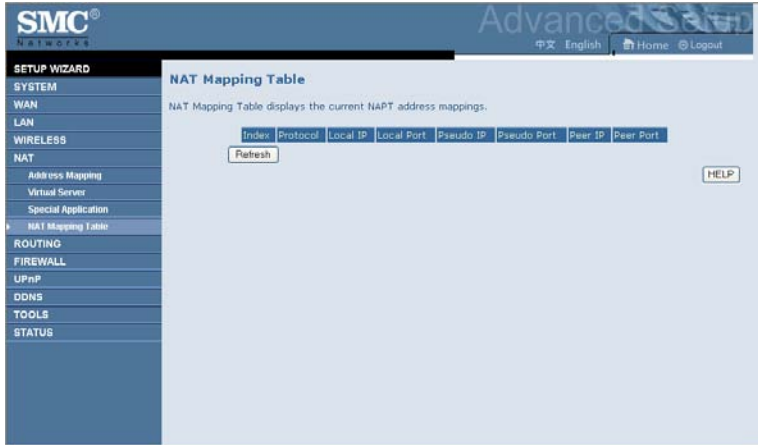 SMC®
Networks
Advanced Setup
中文 English Home Logout
SETUP WIZARD
SYSTEM
WAN
LAN
WIRELESS
NAT
Address Mapping
Virtual Server
Special Application
NAT Mapping Table
ROUTING
FIREWALL
UPnP
DDNS
TOOLS
STATUS
NAT Mapping Table
NAT Mapping Table displays the current NAPT address mappings.
Index Protocol Local IP Local Port Pseudo IP Pseudo Port Peer IP Peer Port
Refresh
HELP